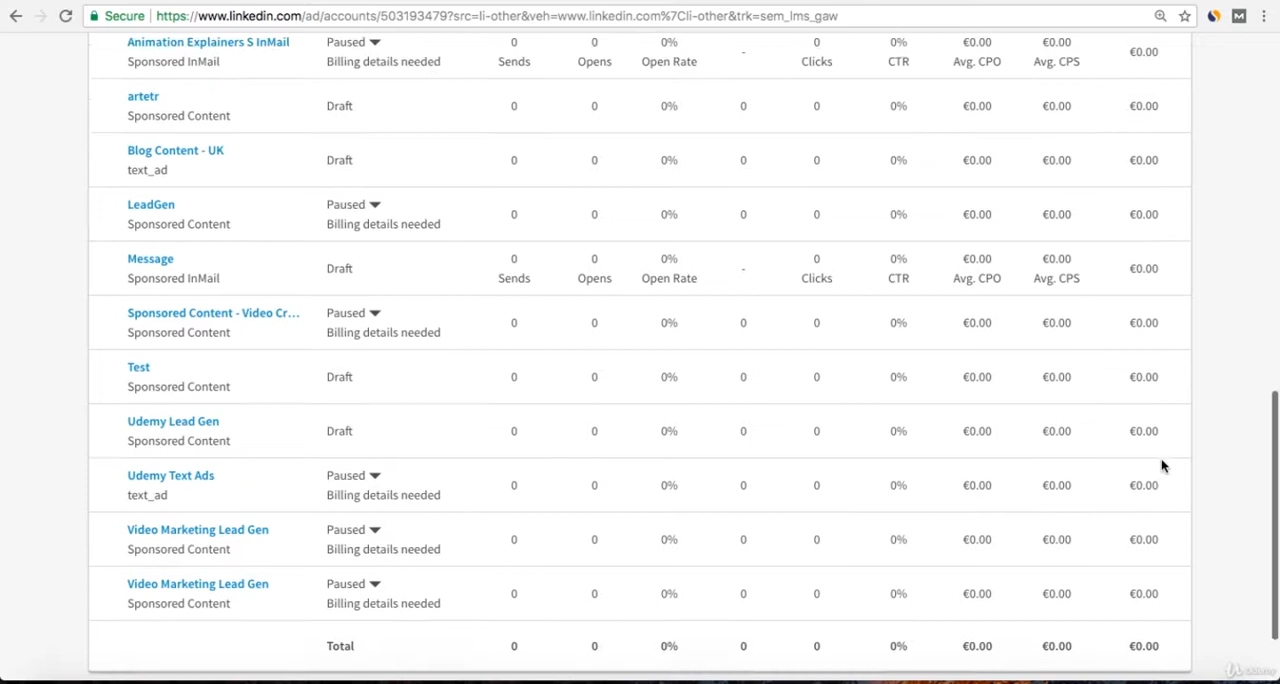 Secure https://www.linkedin.com/ad/accounts/503193479?src=li-other&veh=www.linkedin.com%7Cli-other&trk=sem_lms_gaw
Animation Explainers S InMail Paused 0 0 0% 0 0% €0.00 €0.00
Sponsored InMail Billing details needed Sends Opens Open Rate - Clicks CTR Avg. CPO Avg. CPS €0.00
artetr
Sponsored Content Draft 0 0 0% 0 0 0% €0.00 €0.00 €0.00
Blog Content - UK
text_ad Draft 0 0 0% 0 0 0% €0.00 €0.00 €0.00
LeadGen Paused
Sponsored Content Billing details needed 0 0 0% 0 0 0% €0.00 €0.00 €0.00
Message 0 0 0% 0 0% €0.00 €0.00
Sponsored InMail Draft Sends Opens Open Rate - Clicks CTR Avg. CPO Avg. CPS €0.00
Sponsored Content - Video Cr... Paused
Sponsored Content Billing details needed 0 0 0% 0 0 0% €0.00 €0.00 €0.00
Test
Sponsored Content Draft 0 0 0% 0 0 0% €0.00 €0.00 €0.00
Udemy Lead Gen
Sponsored Content Draft 0 0 0% 0 0 0% €0.00 €0.00 €0.00
Udemy Text Ads Paused
text_ad Billing details needed 0 0 0% 0 0 0% €0.00 €0.00 €0.00
Video Marketing Lead Gen Paused
Sponsored Content Billing details needed 0 0 0% 0 0 0% €0.00 €0.00 €0.00
Video Marketing Lead Gen Paused
Sponsored Content Billing details needed 0 0 0% 0 0 0% €0.00 €0.00 €0.00
Total 0 0 0% 0 0 0% €0.00 €0.00 €0.00